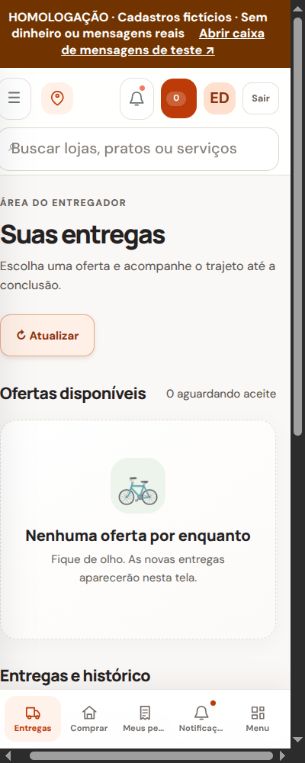 HOMOLOGAÇÃO · Cadastros fictícios · Sem
dinheiro ou mensagens reais Abrir caixa
de mensagens de teste ↗
0 ED Sair
Buscar lojas, pratos ou serviços
ÁREA DO ENTREGADOR
Suas entregas
Escolha uma oferta e acompanhe o trajeto até a
conclusão.
↻ Atualizar
Ofertas disponíveis 0 aguardando aceite
Nenhuma oferta por enquanto
Fique de olho. As novas entregas
aparecerão nesta tela.
Entregas e histórico
Entregas Comprar Meus pe... Notificaç... Menu